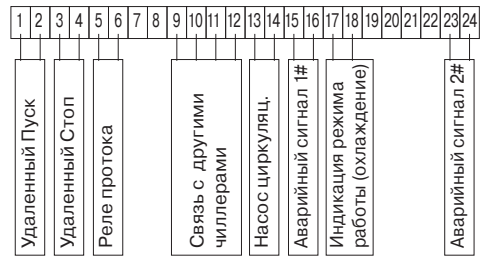 1 2 3 4 5 6 7 8 9 10 11 12 13 14 15 16 17 18 19 20 21 22 23 24
Удаленный Пуск
Удаленный Стоп
Реле протока
Связь с другими
чиллерами
Насос циркуляц.
Аварийный сигнал 1#
Индикация режима
работы (охлаждение)
Аварийный сигнал 2#